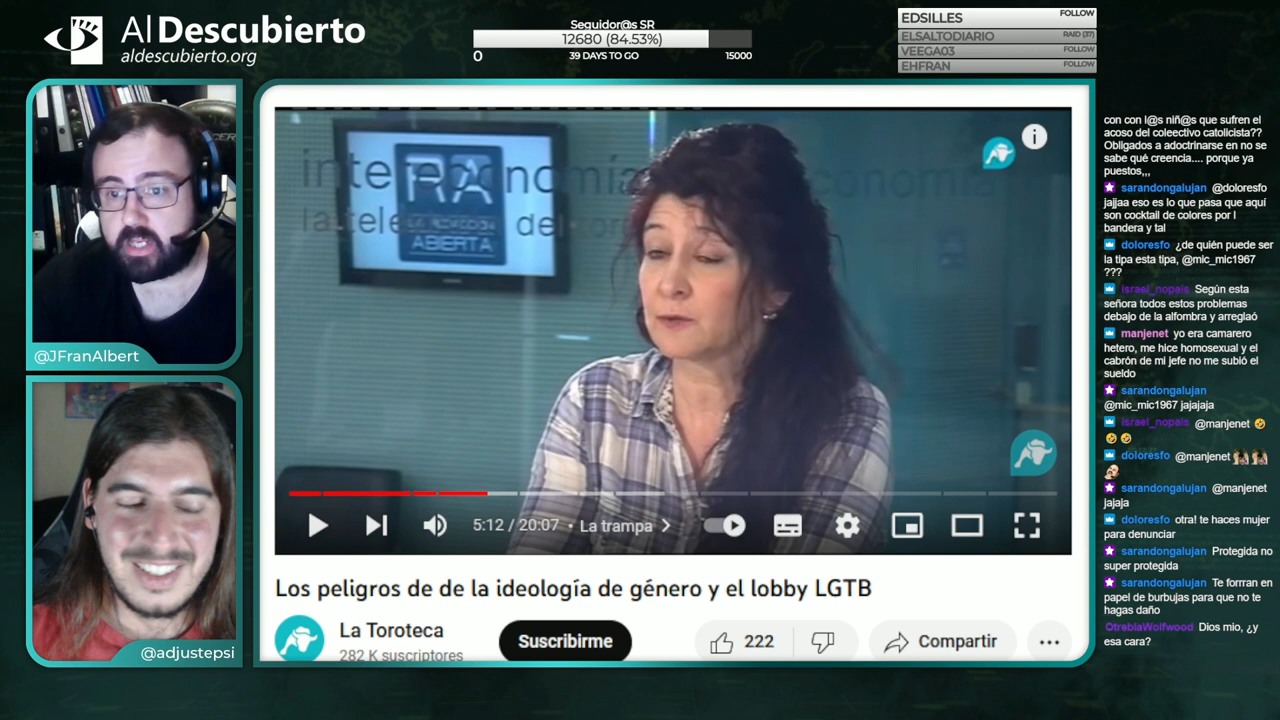 Al Descubierto
aldescubierto.org
Seguidor@s SR
12680 (84.53%)
0
39 DAYS TO GO
15000
EDSILLES
FOLLOW
ELSALTODIARIO
RAID (37)
VEEGA03
FOLLOW
EHFRAN
FOLLOW
@JFranAlbert
@adjustepsi
RA
ABIERTA
5:12 / 20:07 • La trampa
Los peligros de de la ideología de género y el lobby LGTB
La Toroteca
282 K suscriptores
Suscribirme
222
Compartir
con con l@s niñ@s que sufren el
acoso del coleectivo catolicista??
Obligados a adoctrinarse en no se
sabe qué creencia.... porque ya
puestos,,,
sarandongalujan @doloresfo
jajjaa eso es lo que pasa que aquí
son cocktail de colores por l
bandera y tal
doloresfo ¿de quién puede ser
la tipa esta tipa, @mic_mic1967
???
israel_nopais Según esta
señora todos estos problemas
debajo de la alfombra y arreglaó
manjenet yo era camarero
hetero, me hice homosexual y el
cabrón de mi jefe no me subió el
sueldo
sarandongalujan
@mic_mic1967 jajajaja
israel_nopais @manjenet 🤣
🤣 🤣
doloresfo @manjenet
sarandongalujan @manjenet
jajaja
doloresfo otra! te haces mujer
para denunciar
sarandongalujan Protegida no
super protegida
sarandongalujan Te forrran en
papel de burbujas para que no te
hagas daño
OtreblaWolfwood Dios mio, ¿y
esa cara?